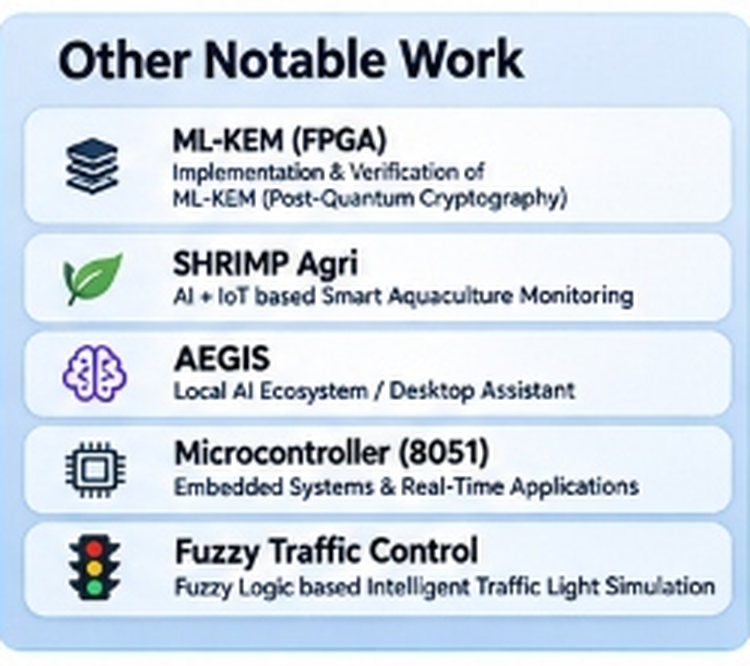 Other Notable Work
ML-KEM (FPGA)
Implementation & Verification of
ML-KEM (Post-Quantum Cryptography)
SHRIMP Agri
AI + IoT based Smart Aquaculture Monitoring
AEGIS
Local AI Ecosystem / Desktop Assistant
Microcontroller (8051)
Embedded Systems & Real-Time Applications
Fuzzy Traffic Control
Fuzzy Logic based Intelligent Traffic Light Simulation